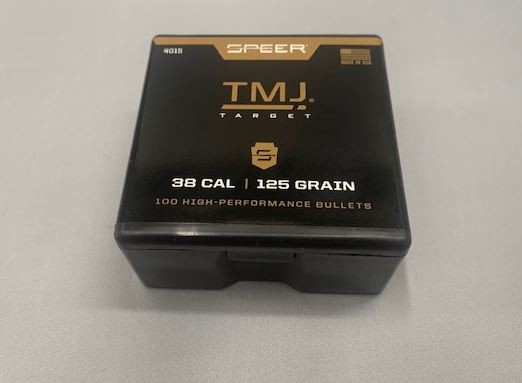 4015
SPEER
MADE IN USA
TMJ®
TARGET
S
38 CAL | 125 GRAIN
100 HIGH-PERFORMANCE BULLETS